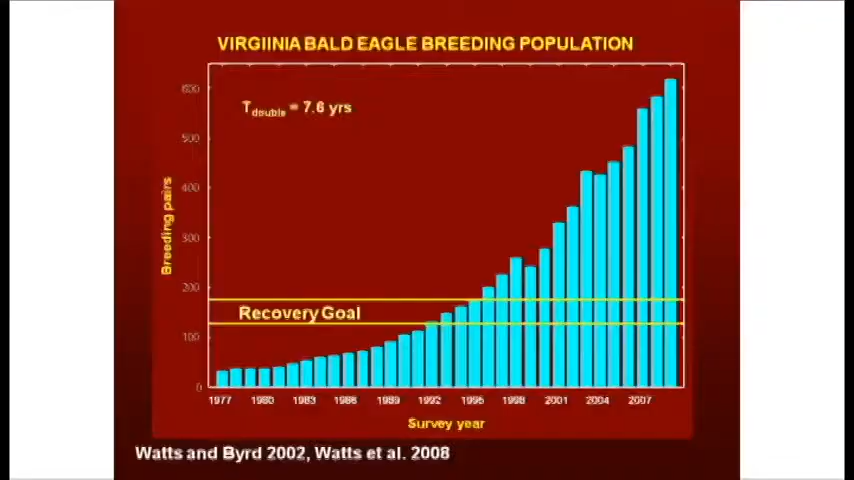 VIRGIINIA BALD EAGLE BREEDING POPULATION
T double = 7.6 yrs
Breeding pairs
600
500
400
300
200
100
0
Recovery Goal
1977 1980 1983 1986 1989 1992 1995 1998 2001 2004 2007
Survey year
Watts and Byrd 2002, Watts et al. 2008